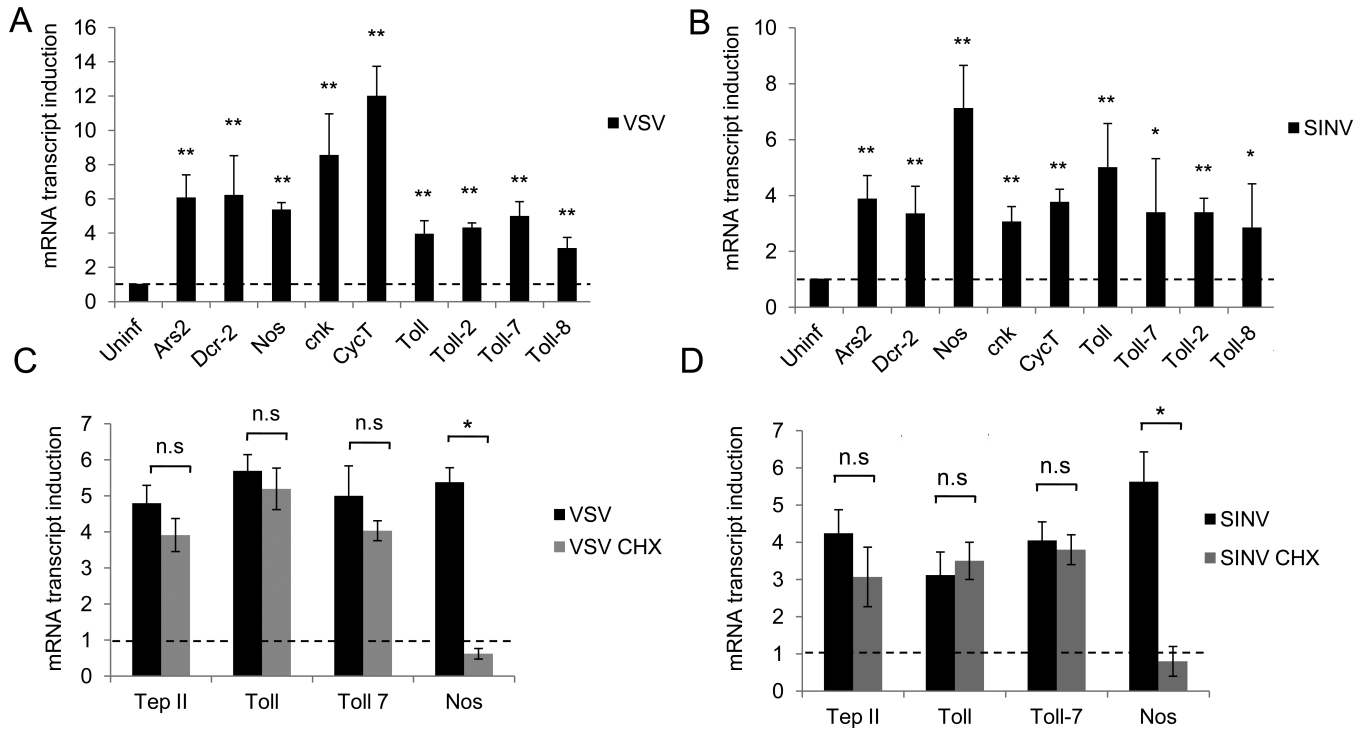 A
mRNA transcript induction
16
14
12
10
8
6
4
2
0
**
**
**
**
**
**
**
**
**
VSV
Uninf Ars2 Dcr-2 Nos cnk CycT Toll Toll-2 Toll-7 Toll-8
B
mRNA transcript induction
10
8
6
4
2
0
**
**
**
**
**
**
*
**
*
SINV
Uninf Ars2 Dcr-2 Nos cnk CycT Toll Toll-7 Toll-2 Toll-8
C
mRNA transcript induction
7
6
5
4
3
2
1
0
n.s
n.s
n.s
*
VSV
VSV CHX
Tep II Toll Toll 7 Nos
D
mRNA transcript induction
7
6
5
4
3
2
1
0
n.s
n.s
n.s
*
SINV
SINV CHX
Tep II Toll Toll-7 Nos